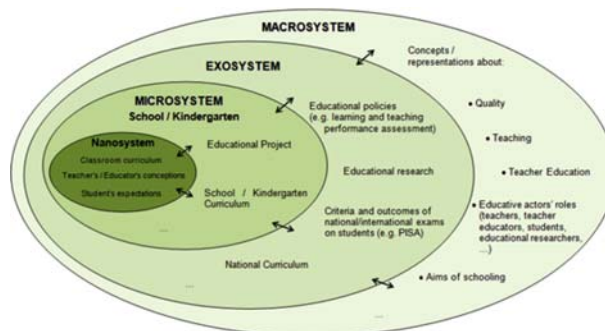 MACROSYSTEM
Concepts /
representations about:
EXOSYSTEM
MICROSYSTEM
School / Kindergarten
Nanosystem
Classroom curriculum
Teacher's / Educator's conceptions
Student's expectations
Educational Project
School / Kindergarten
Curriculum
...
Educational policies
(e.g. learning and teaching
performance assessment)
Educational research
Criteria and outcomes of
national/international exams
on students (e.g. PISA)
National Curriculum
...
• Quality
• Teaching
• Teacher Education
• Educative actors' roles
(teachers, teacher
educators, students,
educational researchers,
...)
• Aims of schooling
...